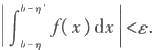 | ∫_{b-η}^{b-η'} f(x) dx | < ε.